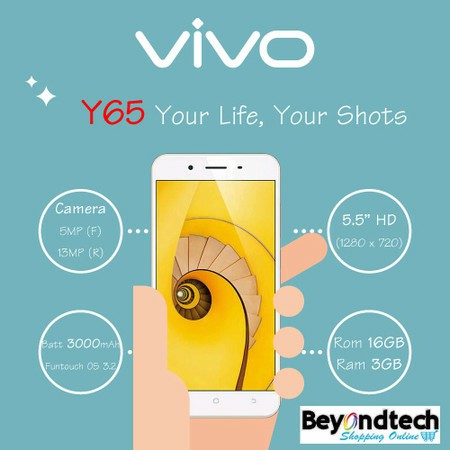 vivo
Y65 Your Life, Your Shots
Camera
5MP (F)
13MP (R)
5.5" HD
(1280 x 720)
Batt 3000mAh
Funtouch OS 3.2
Rom 16GB
Ram 3GB
Beyondtech
Shopping Online